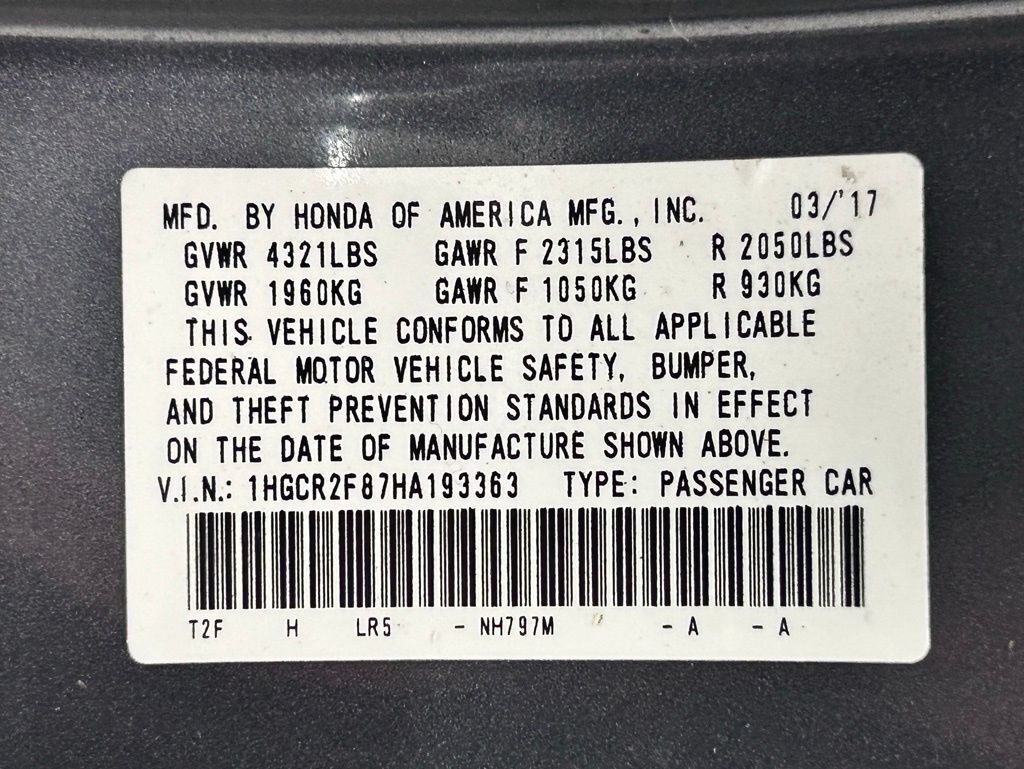 MFD. BY HONDA OF AMERICA MFG., INC. 03/'17
GVWR 4321LBS GAWR F 2315LBS R 2050LBS
GVWR 1960KG GAWR F 1050KG R 930KG
THIS VEHICLE CONFORMS TO ALL APPLICABLE
FEDERAL MOTOR VEHICLE SAFETY, BUMPER,
AND THEFT PREVENTION STANDARDS IN EFFECT
ON THE DATE OF MANUFACTURE SHOWN ABOVE.
V.I.N.: 1HGCR2F87HA193363 TYPE: PASSENGER CAR
T2F H LR5 - NH797M - A - A